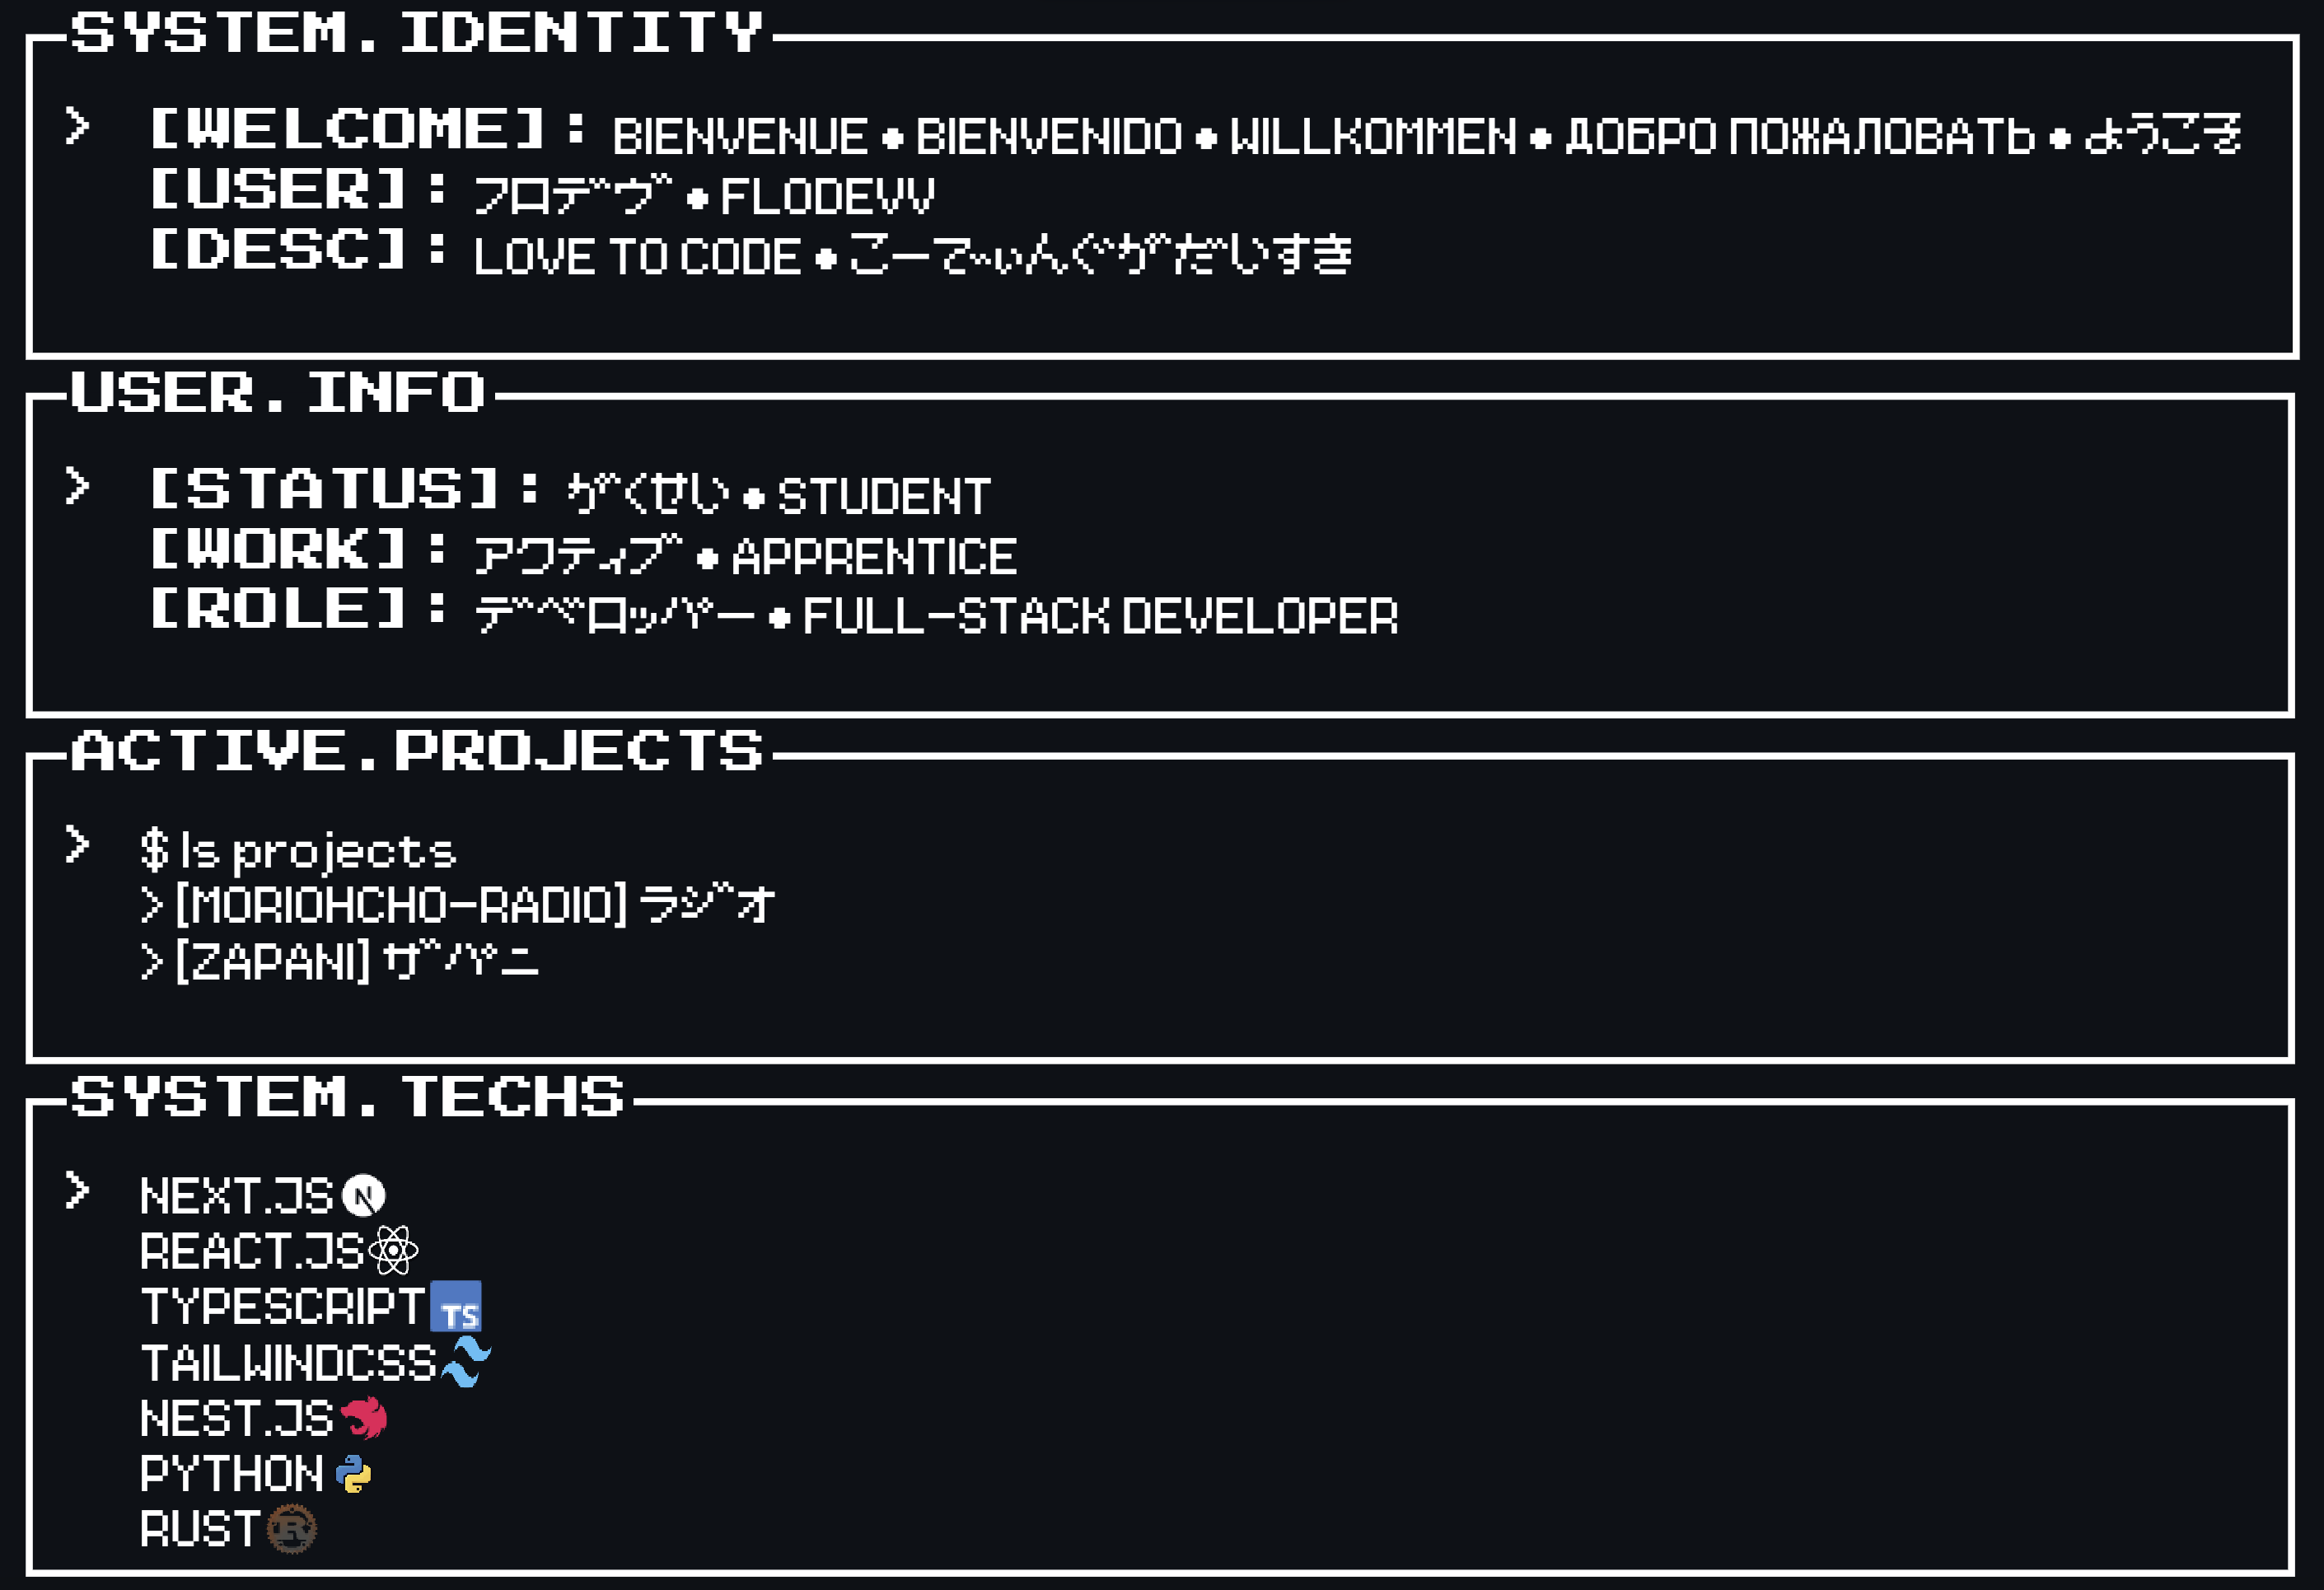 SYSTEM.IDENTITY
> [WELCOME]: BIENVENUE • BIENVENIDO • WILLKOMMEN • ДОБРО ПОЖАЛОВАТЬ • ようこそ
[USER]: フロデヴ • FLODEVV
[DESC]: LOVE TO CODE • こーでぃんぐがだいすき
USER.INFO
> [STATUS]: がくせい • STUDENT
[WORK]: アクティブ • APPRENTICE
[ROLE]: デベロッパー • FULL-STACK DEVELOPER
ACTIVE.PROJECTS
> $ ls projects
>[MORIOHCHO-RADIO] ラジオ
>[ZAPANI] ザパニ
SYSTEM.TECHS
> NEXT.JS N
REACT.JS
TYPESCRIPT TS
TAILWINDCSS
NEST.JS
PYTHON
RUST R